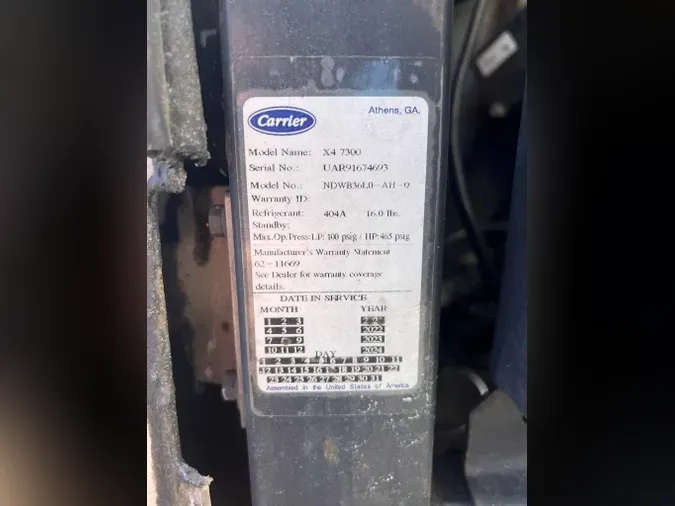 Carrier
Athens, GA.
Model Name: X4 7300
Serial No.: UAR91674693
Model No.: NDWB36L0-AH-0
Warranty ID:
Refrigerant: 404A 16.0 lbs.
Standby:
Max.Op.Press:LP: 100 psig / HP:465 psig
Manufacturer's Warranty Statement
62-11669
See Dealer for warranty coverage
details.
DATE IN SERVICE
MONTH YEAR
1 2 3
4 5 6 2022
7 8 9 2023
10 11 12 2024
DAY
1 2 3 4 5 6 7 8 9 10 11
12 13 14 15 16 17 18 19 20 21 22
23 24 25 26 27 28 29 30 31
Assembled in the United States of America